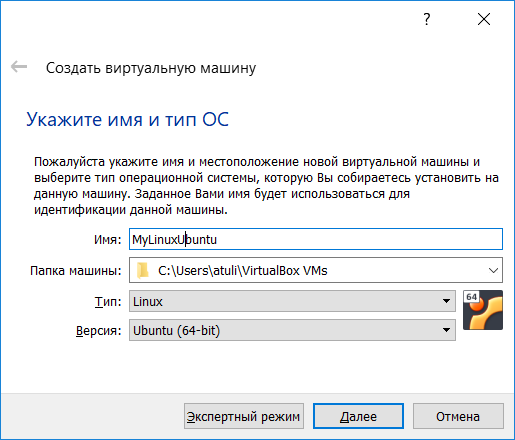 ?
Создать виртуальную машину
Укажите имя и тип ОС
Пожалуйста укажите имя и местоположение новой виртуальной машины и
выберите тип операционной системы, которую Вы собираетесь установить на
данную машину. Заданное Вами имя будет использоваться для
идентификации данной машины.
Имя: MyLinuxUbuntu
Папка машины: C:\Users\atuli\VirtualBox VMs
Тип: Linux
64
Версия: Ubuntu (64-bit)
Экспертный режим Далее Отмена